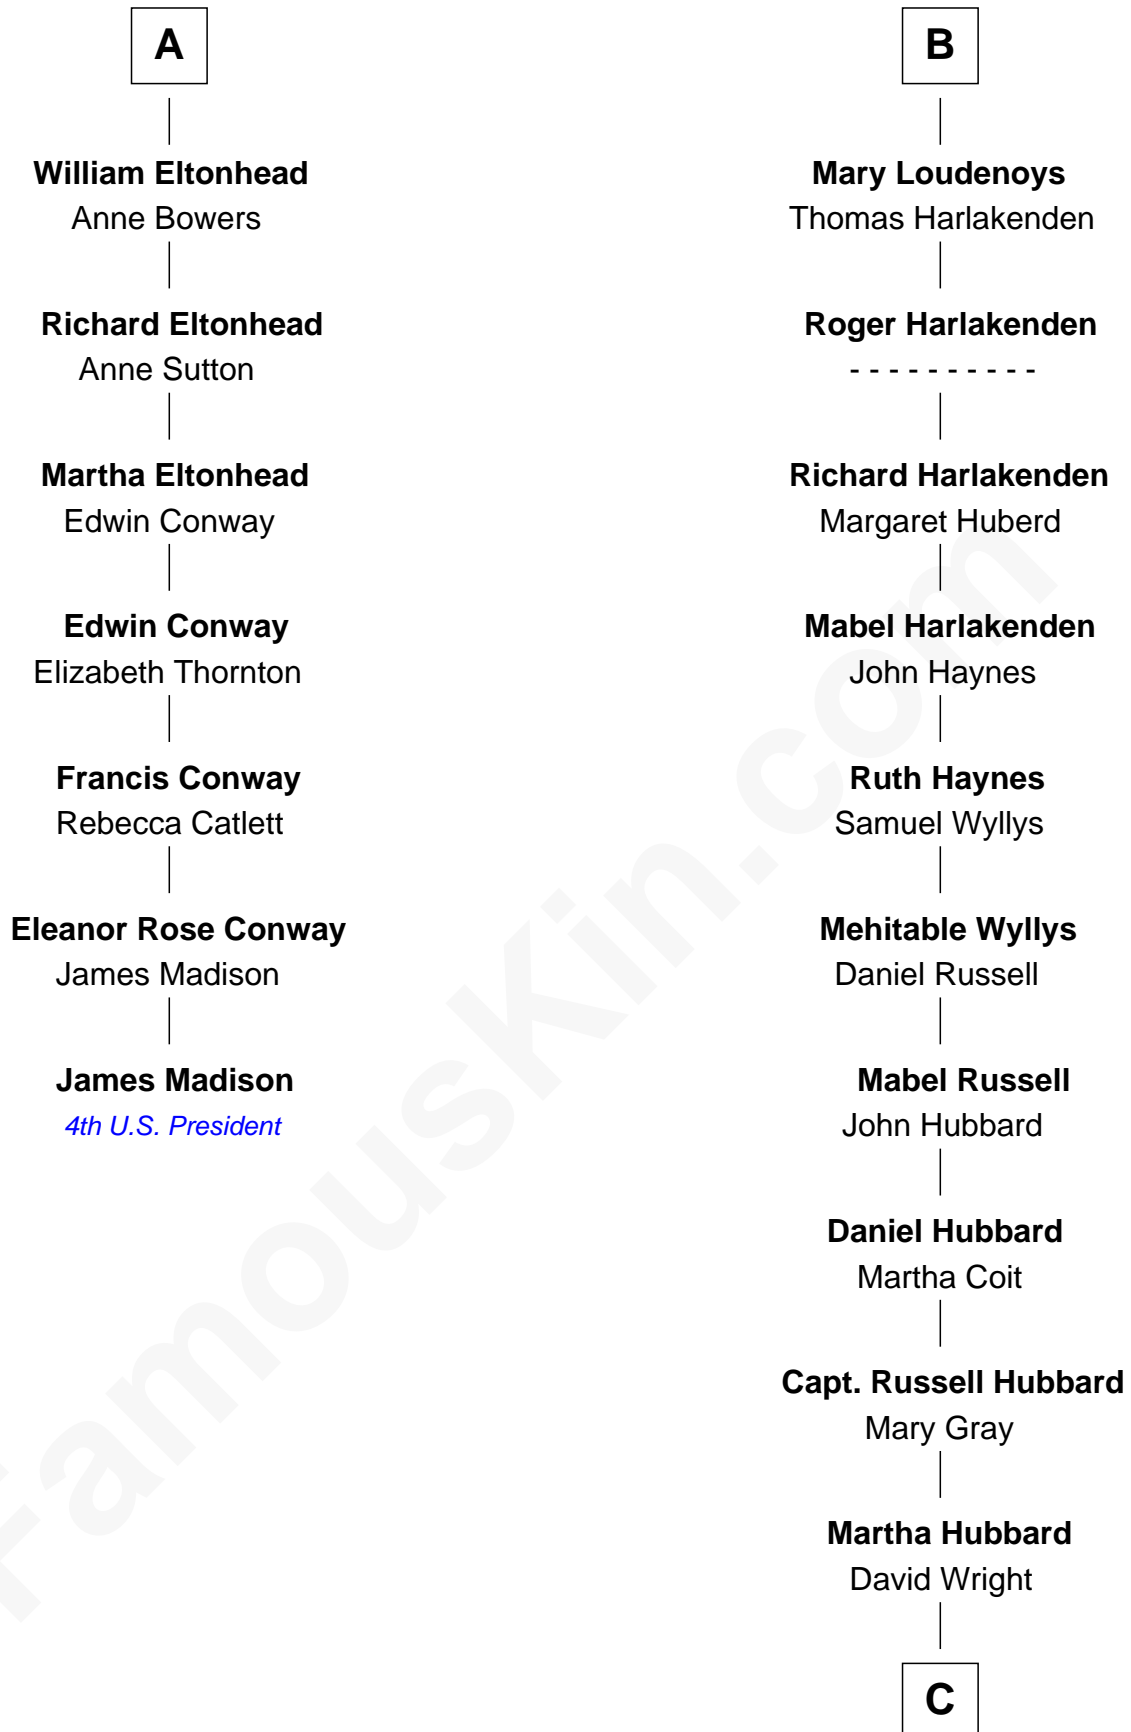 A
William Eltonhead
Anne Bowers
Richard Eltonhead
Anne Sutton
Martha Eltonhead
Edwin Conway
Edwin Conway
Elizabeth Thornton
Francis Conway
Rebecca Catlett
Eleanor Rose Conway
James Madison
James Madison
4th U.S. President
B
Mary Loudenoys
Thomas Harlakenden
Roger Harlakenden
- - - - - - - - - -
Richard Harlakenden
Margaret Huberd
Mabel Harlakenden
John Haynes
Ruth Haynes
Samuel Wyllys
Mehitable Wyllys
Daniel Russell
Mabel Russell
John Hubbard
Daniel Hubbard
Martha Coit
Capt. Russell Hubbard
Mary Gray
Martha Hubbard
David Wright
C
FamousKin.com